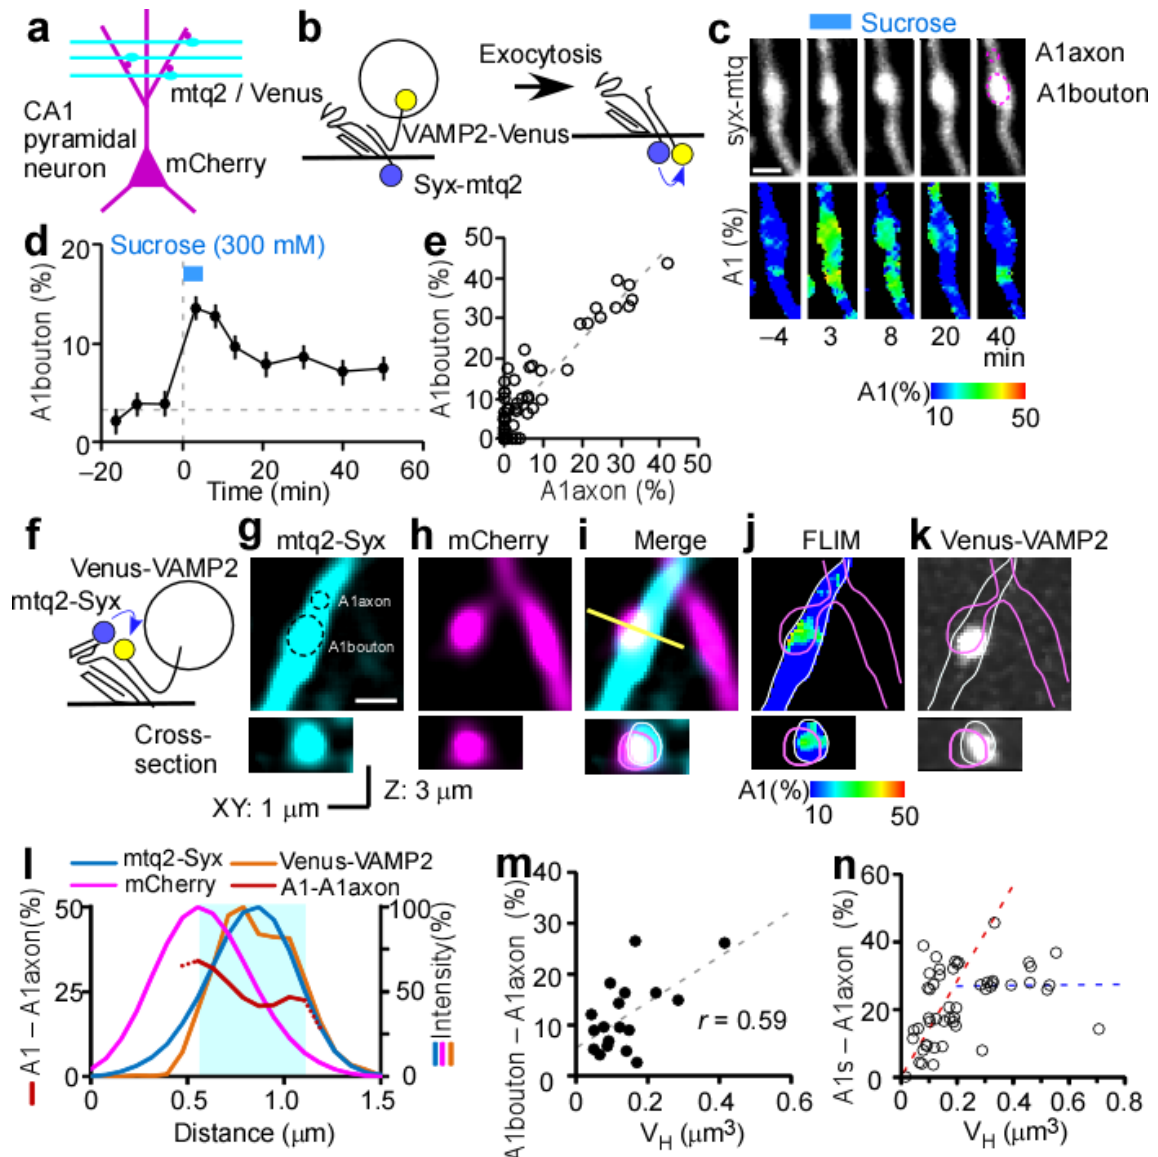 a
mtq2 / Venus
CA1
pyramidal
neuron
mCherry
b
Exocytosis
VAMP2-Venus
Syx-mtq2
c
Sucrose
syx-mtq
A1axon
A1bouton
A1 (%)
–4
3
8
20
40
min
A1(%)
10
50
d
Sucrose (300 mM)
A1bouton (%)
20
10
0
–20
0
20
40
60
Time (min)
e
A1bouton (%)
50
40
30
20
10
0
0
10
20
30
40
50
A1axon (%)
f
Venus-VAMP2
mtq2-Syx
Cross-
section
g
mtq2-Syx
A1axon
A1bouton
h
mCherry
i
Merge
j
FLIM
k
Venus-VAMP2
XY: 1 μm
Z: 3 μm
A1(%)
10
50
l
mtq2-Syx
Venus-VAMP2
mCherry
A1-A1axon
A1 – A1axon(%)
50
25
0
100
50
0
Intensity(%)
0
0.5
1.0
1.5
Distance (μm)
m
A1bouton – A1axon (%)
40
30
20
10
0
r = 0.59
0
0.2
0.4
0.6
VH (μm³)
n
A1s – A1axon (%)
60
40
20
0
0
0.2
0.4
0.6
0.8
VH (μm³)